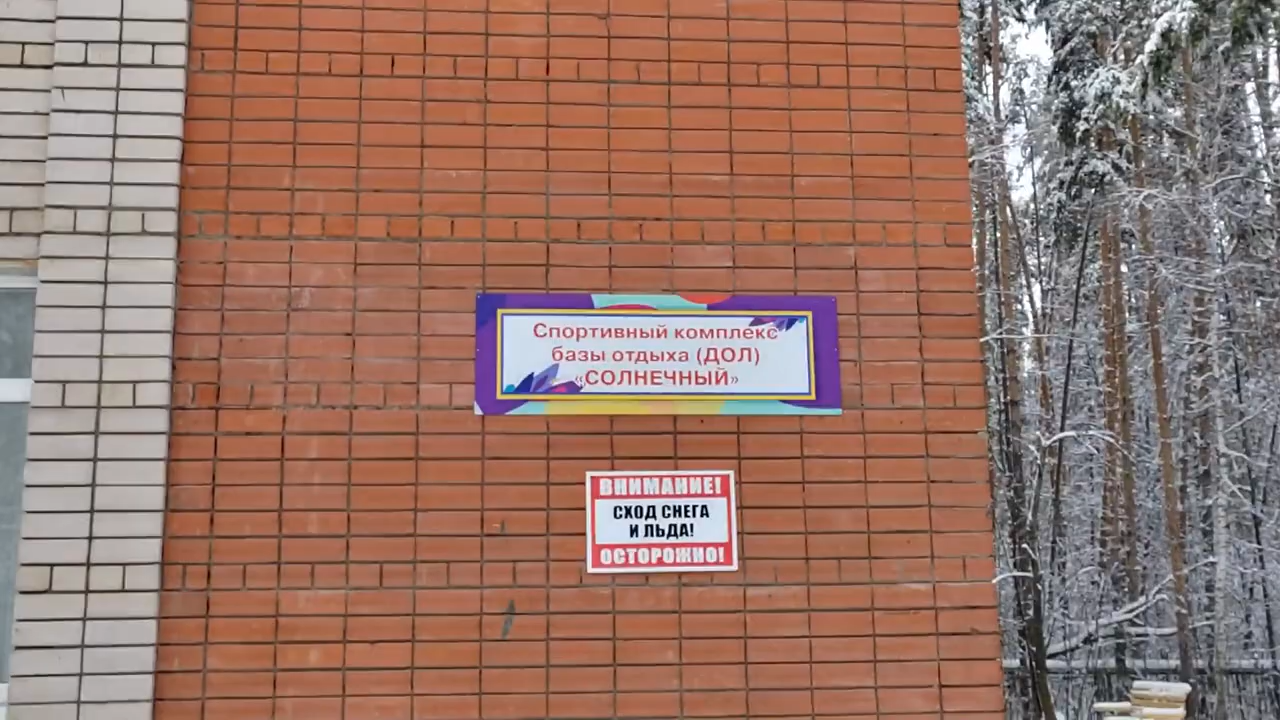 Спортивный комплекс
базы отдыха (ДОЛ)
«СОЛНЕЧНЫЙ»
ВНИМАНИЕ!
СХОД СНЕГА
И ЛЬДА!
ОСТОРОЖНО!